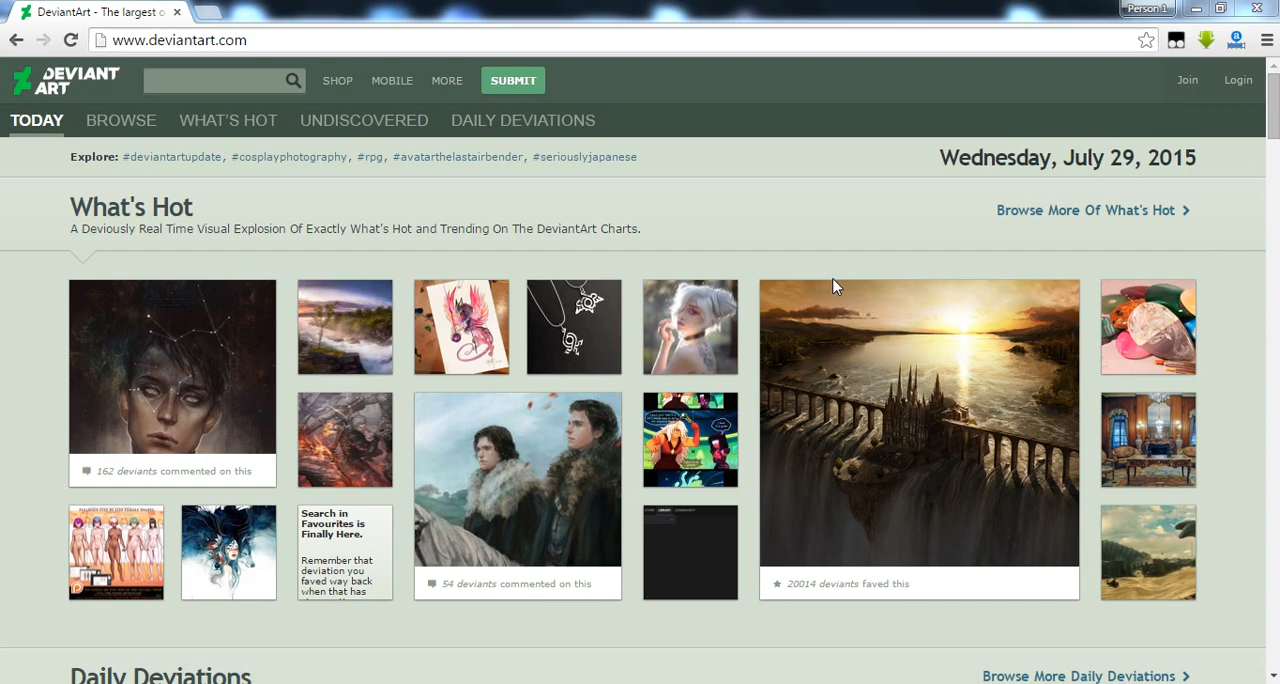 DeviantArt - The largest o
Person 1
www.deviantart.com
DEVIANT
ART
SHOP MOBILE MORE SUBMIT Join Login
TODAY BROWSE WHAT'S HOT UNDISCOVERED DAILY DEVIATIONS
Explore: #deviantartupdate, #cosplayphotography, #rpg, #avatarthelastairbender, #seriouslyjapanese
Wednesday, July 29, 2015
What's Hot
Browse More Of What's Hot
A Deviously Real Time Visual Explosion Of Exactly What's Hot and Trending On The DeviantArt Charts.
162 deviants commented on this
Search in
Favourites is
Finally Here.
Remember that
deviation you
faved way back
when that has
54 deviants commented on this
20014 deviants faved this
Daily Deviations
Browse More Daily Deviations